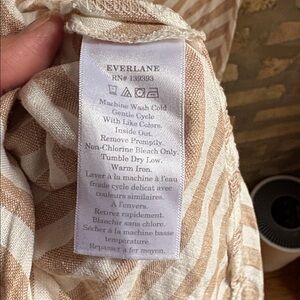 EVERLANE
RN# 139393
Machine Wash Cold
Gentle Cycle
With Like Colors.
Inside Out.
Remove Promptly.
Non-Chlorine Bleach Only
Tumble Dry Low.
Warm Iron.
Laver à la machine à l'eau
froide cycle delicat avec
couleurs similaires.
A l'envers.
Retirez rapidement.
Blanchir sans chlore.
Sécher à la machine basse
temperature.
Repasser à fer moyen.